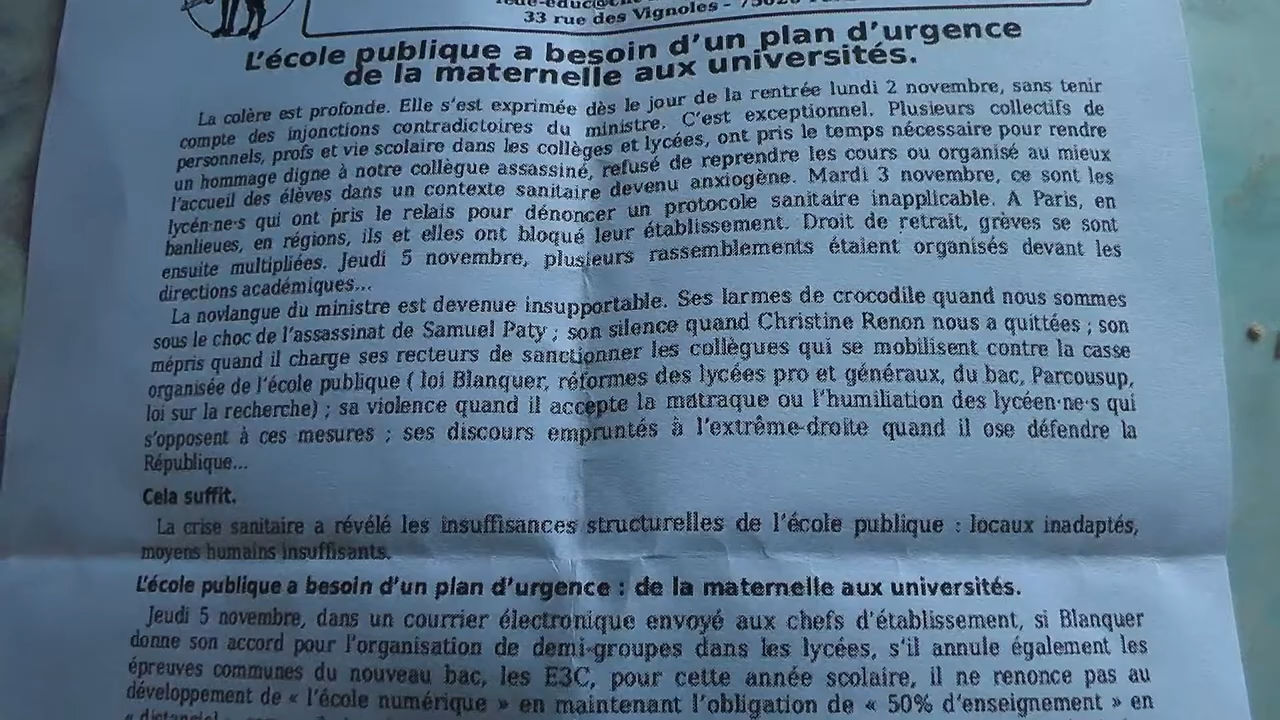 33 rue des Vignoles -
L'école publique a besoin d'un plan d'urgence
de la maternelle aux universités.
La colère est profonde. Elle s'est exprimée dès le jour de la rentrée lundi 2 novembre, sans tenir
compte des injonctions contradictoires du ministre. C'est exceptionnel. Plusieurs collectifs de
personnels, profs et vie scolaire dans les collèges et lycées, ont pris le temps nécessaire pour rendre
un hommage digne à notre collègue assassiné, refusé de reprendre les cours ou organisé au mieux
l'accueil des élèves dans un contexte sanitaire devenu anxiogène. Mardi 3 novembre, ce sont les
lycén·ne·s qui ont pris le relais pour dénoncer un protocole sanitaire inapplicable. A Paris, en
banlieues, en régions, ils et elles ont bloqué leur établissement. Droit de retrait, grèves se sont
ensuite multipliées. Jeudi 5 novembre, plusieurs rassemblements étaient organisés devant les
directions académiques...
La novlangue du ministre est devenue insupportable. Ses larmes de crocodile quand nous sommes
sous le choc de l'assassinat de Samuel Paty ; son silence quand Christine Renon nous a quittées ; son
mépris quand il charge ses recteurs de sanctionner les collègues qui se mobilisent contre la casse
organisée de l'école publique ( loi Blanquer, réformes des lycées pro et généraux, du bac, Parcousup,
loi sur la recherche) ; sa violence quand il accepte la matraque ou l'humiliation des lycéen·ne·s qui
s'opposent à ces mesures ; ses discours empruntés à l'extrême-droite quand il ose défendre la
République...
Cela suffit.
La crise sanitaire a révélé les insuffisances structurelles de l'école publique : locaux inadaptés,
moyens humains insuffisants.
L'école publique a besoin d'un plan d'urgence : de la maternelle aux universités.
Jeudi 5 novembre, dans un courrier électronique envoyé aux chefs d'établissement, si Blanquer
donne son accord pour l'organisation de demi-groupes dans les lycées, s'il annule également les
épreuves communes du nouveau bac, les E3C, pour cette année scolaire, il ne renonce pas au
développement de « l'école numérique » en maintenant l'obligation de « 50% d'enseignement » en